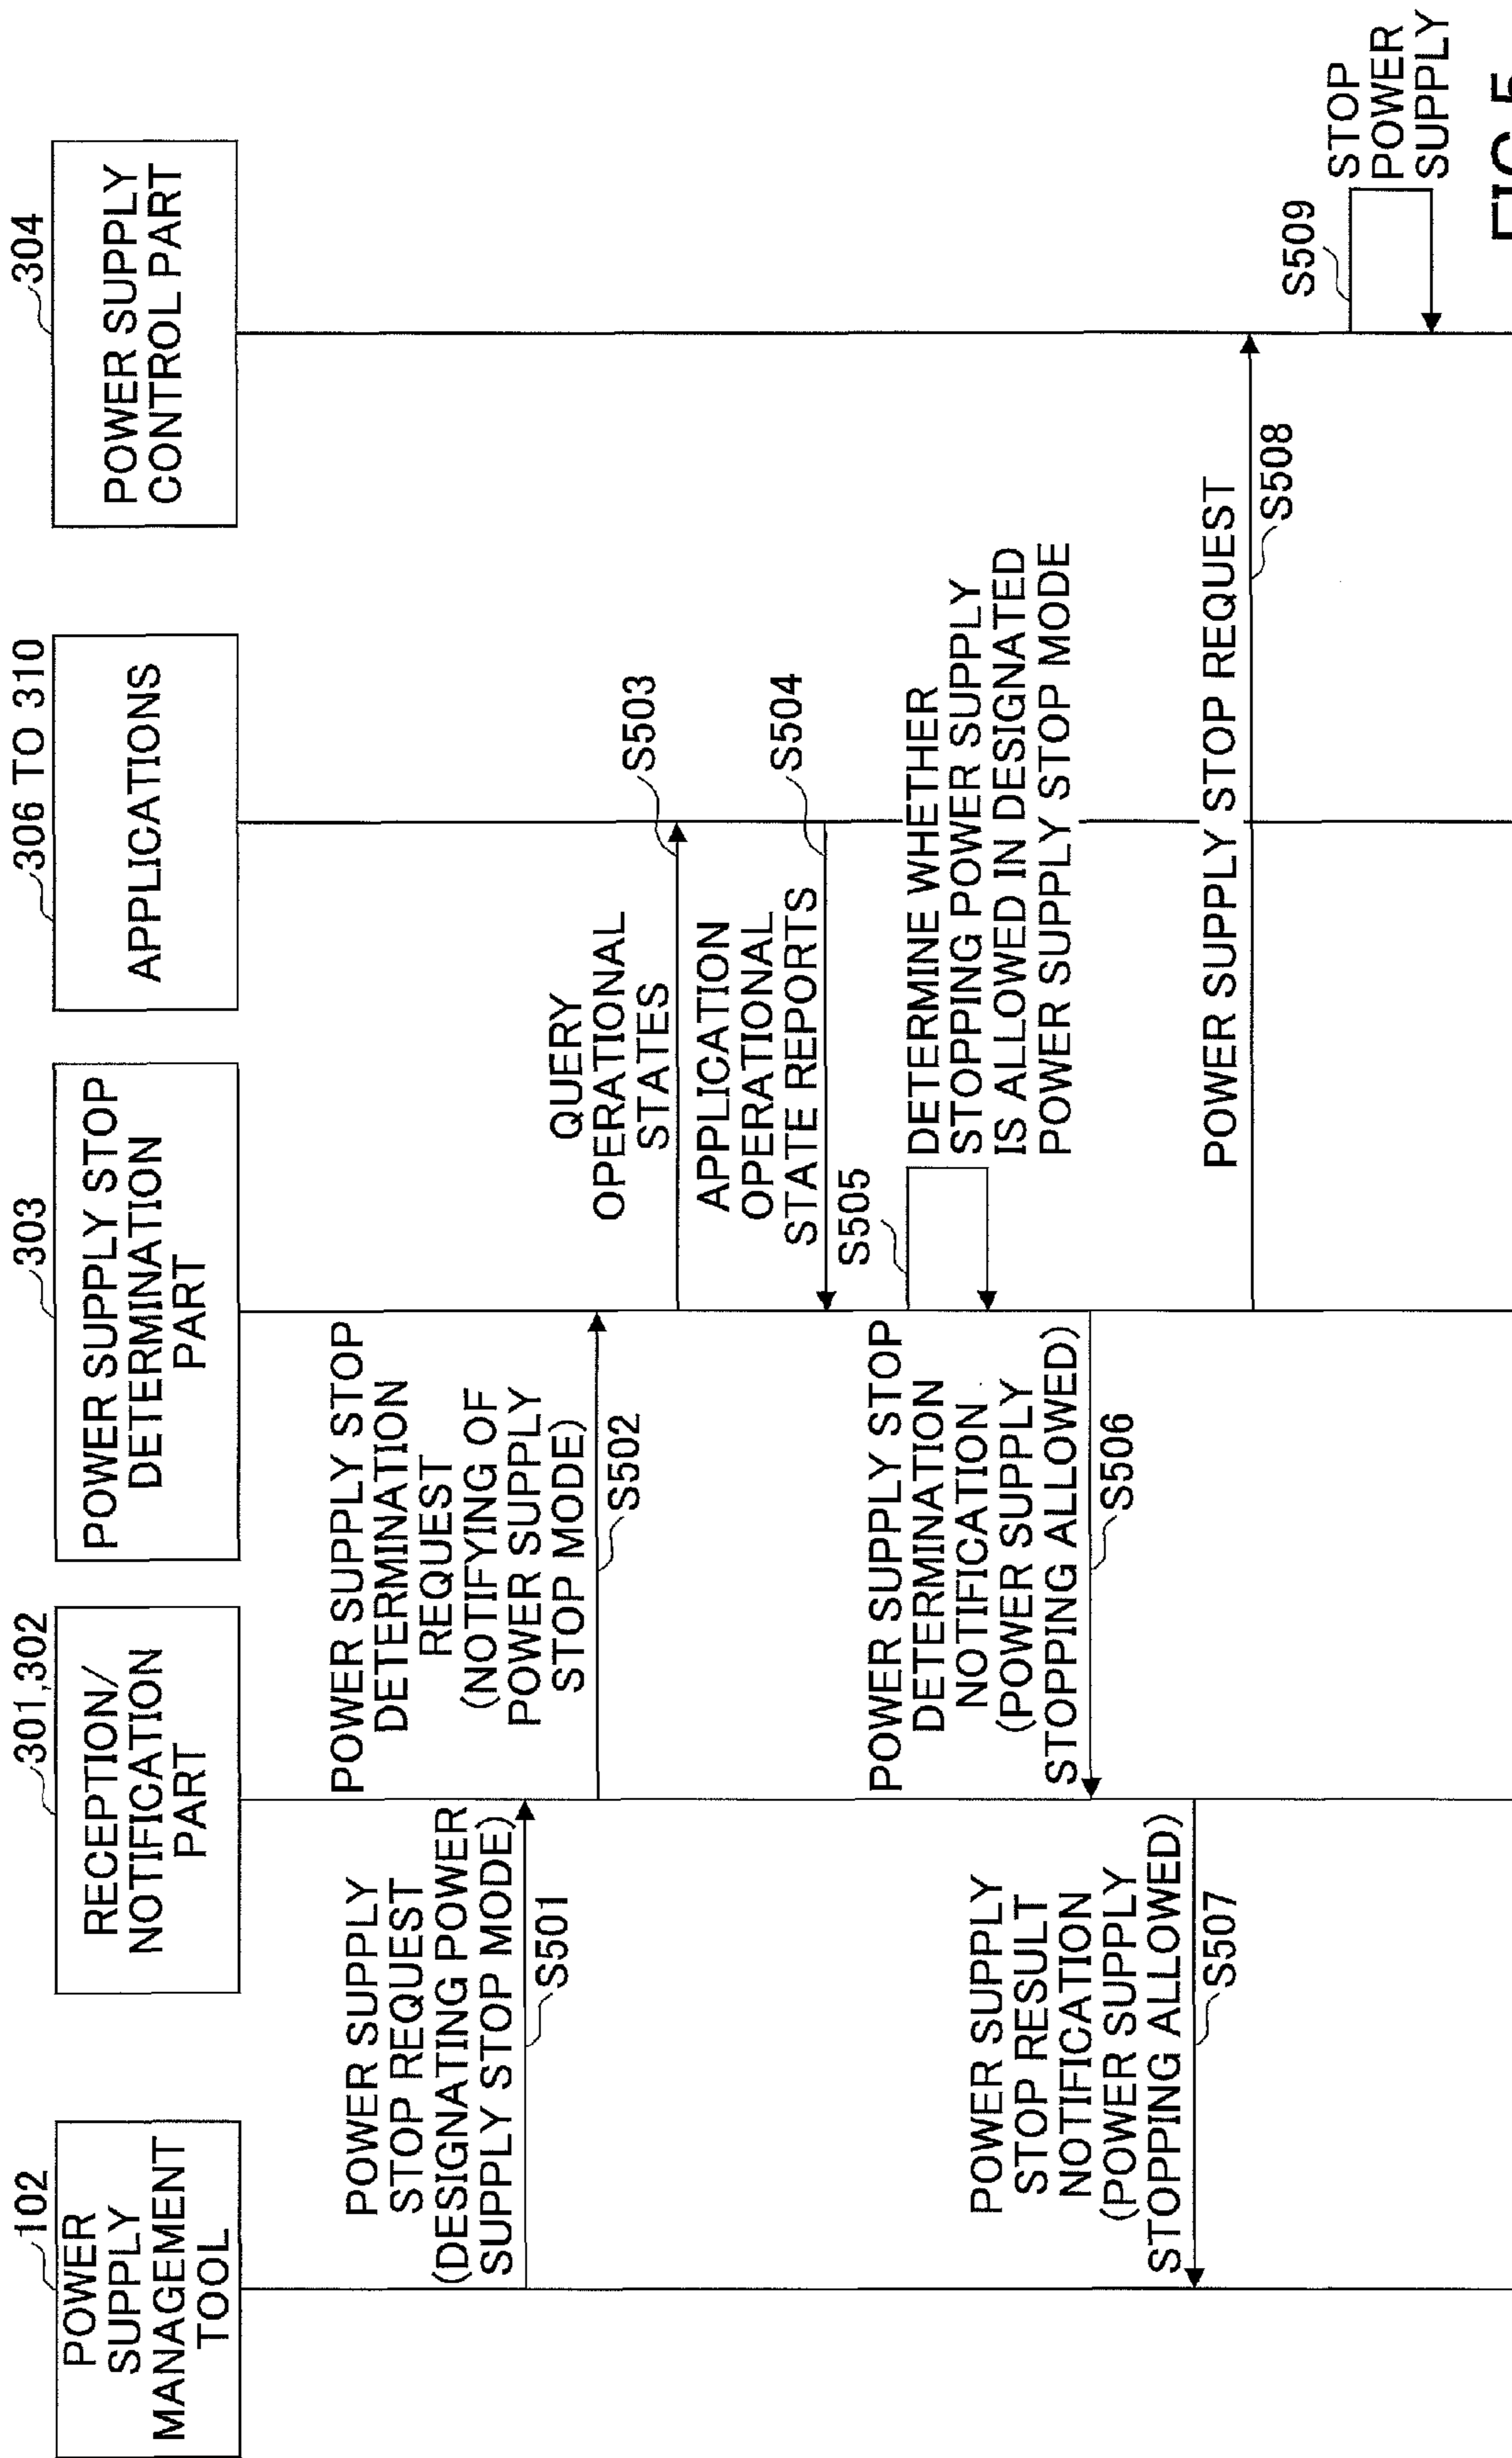 102
POWER
SUPPLY
MANAGEMENT
TOOL
301,302
RECEPTION/
NOTIFICATION
PART
303
POWER SUPPLY STOP
DETERMINATION
PART
306 TO 310
APPLICATIONS
304
POWER SUPPLY
CONTROL PART
POWER SUPPLY
STOP REQUEST
(DESIGNATING POWER
SUPPLY STOP MODE)
S501
POWER SUPPLY STOP
DETERMINATION
REQUEST
(NOTIFYING OF
POWER SUPPLY
STOP MODE)
S502
QUERY
OPERATIONAL
STATES
S503
APPLICATION
OPERATIONAL
STATE REPORTS
S504
S505
DETERMINE WHETHER
STOPPING POWER SUPPLY
IS ALLOWED IN DESIGNATED
POWER SUPPLY STOP MODE
POWER SUPPLY STOP
DETERMINATION
NOTIFICATION
(POWER SUPPLY
STOPPING ALLOWED)
S506
POWER SUPPLY
STOP RESULT
NOTIFICATION
(POWER SUPPLY
STOPPING ALLOWED)
S507
POWER SUPPLY STOP REQUEST
S508
S509
STOP
POWER
SUPPLY
FIG.5